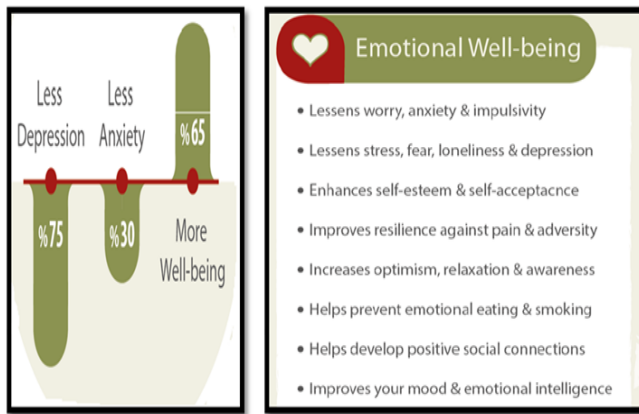 Less
Depression
Less
Anxiety
%65
%75
%30
More
Well-being
Emotional Well-being
• Lessens worry, anxiety & impulsivity
• Lessens stress, fear, loneliness & depression
• Enhances self-esteem & self-acceptacnce
• Improves resilience against pain & adversity
• Increases optimism, relaxation & awareness
• Helps prevent emotional eating & smoking
• Helps develop positive social connections
• Improves your mood & emotional intelligence